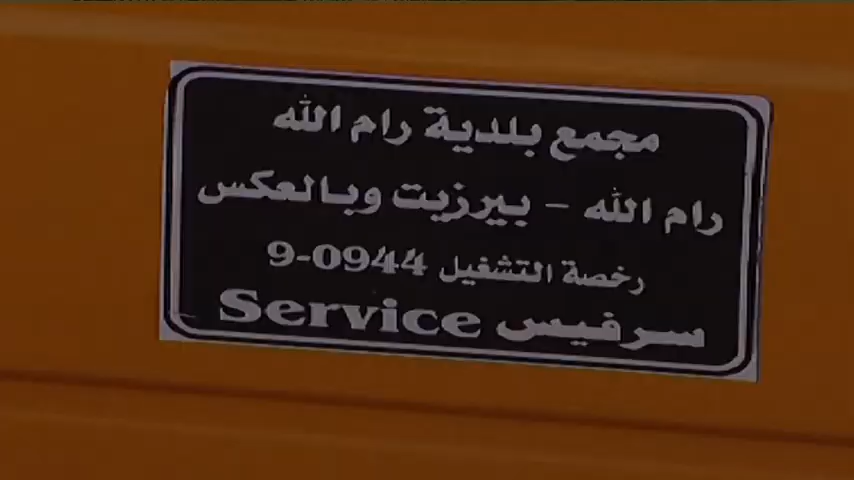 مجمع بلدية رام الله
رام الله - بيرزيت وبالعكس
رخصة التشغيل 9-0944
سرفيس Service